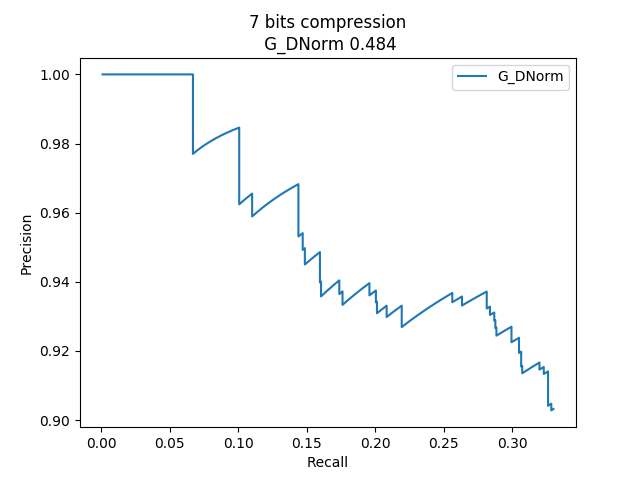 7 bits compression
G_DNorm 0.484
G_DNorm
Precision
1.00
0.98
0.96
0.94
0.92
0.90
0.00 0.05 0.10 0.15 0.20 0.25 0.30
Recall